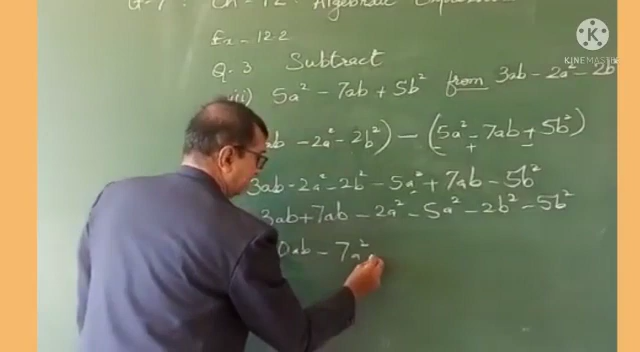 Ex - 12.2
Q. 3 Subtract
5a² - 7ab + 5b² from 3ab - 2a² - 2b
ab - 2a² - 2b²) - (5a² - 7ab + 5b²)
- + -
3ab - 2a² - 2b² - 5a² + 7ab - 5b²
3ab + 7ab - 2a² - 5a² - 2b² - 5b²
0ab - 7a²
KINEMASTER